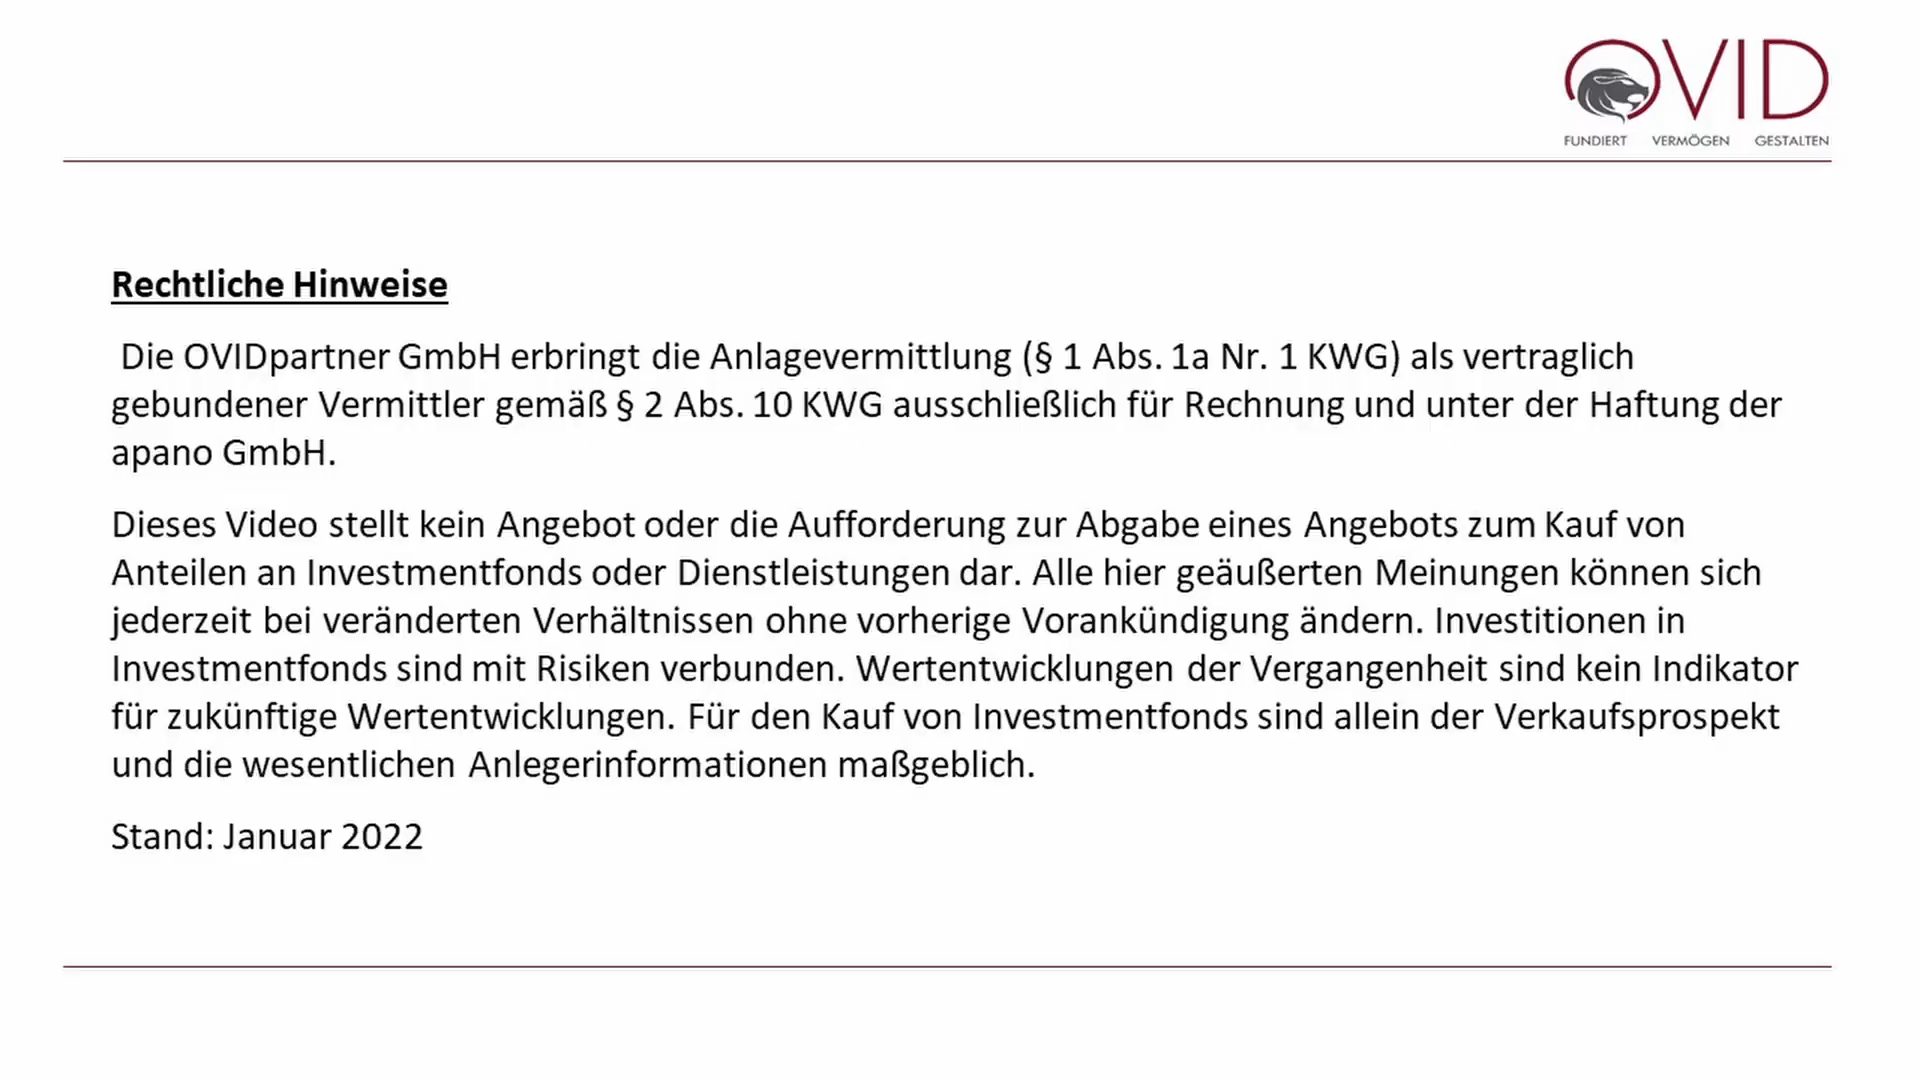 OVID
FUNDIERT VERMÖGEN GESTALTEN
Rechtliche Hinweise
Die OVIDpartner GmbH erbringt die Anlagevermittlung (§ 1 Abs. 1a Nr. 1 KWG) als vertraglich
gebundener Vermittler gemäß § 2 Abs. 10 KWG ausschließlich für Rechnung und unter der Haftung der
apano GmbH.
Dieses Video stellt kein Angebot oder die Aufforderung zur Abgabe eines Angebots zum Kauf von
Anteilen an Investmentfonds oder Dienstleistungen dar. Alle hier geäußerten Meinungen können sich
jederzeit bei veränderten Verhältnissen ohne vorherige Vorankündigung ändern. Investitionen in
Investmentfonds sind mit Risiken verbunden. Wertentwicklungen der Vergangenheit sind kein Indikator
für zukünftige Wertentwicklungen. Für den Kauf von Investmentfonds sind allein der Verkaufsprospekt
und die wesentlichen Anlegerinformationen maßgeblich.
Stand: Januar 2022